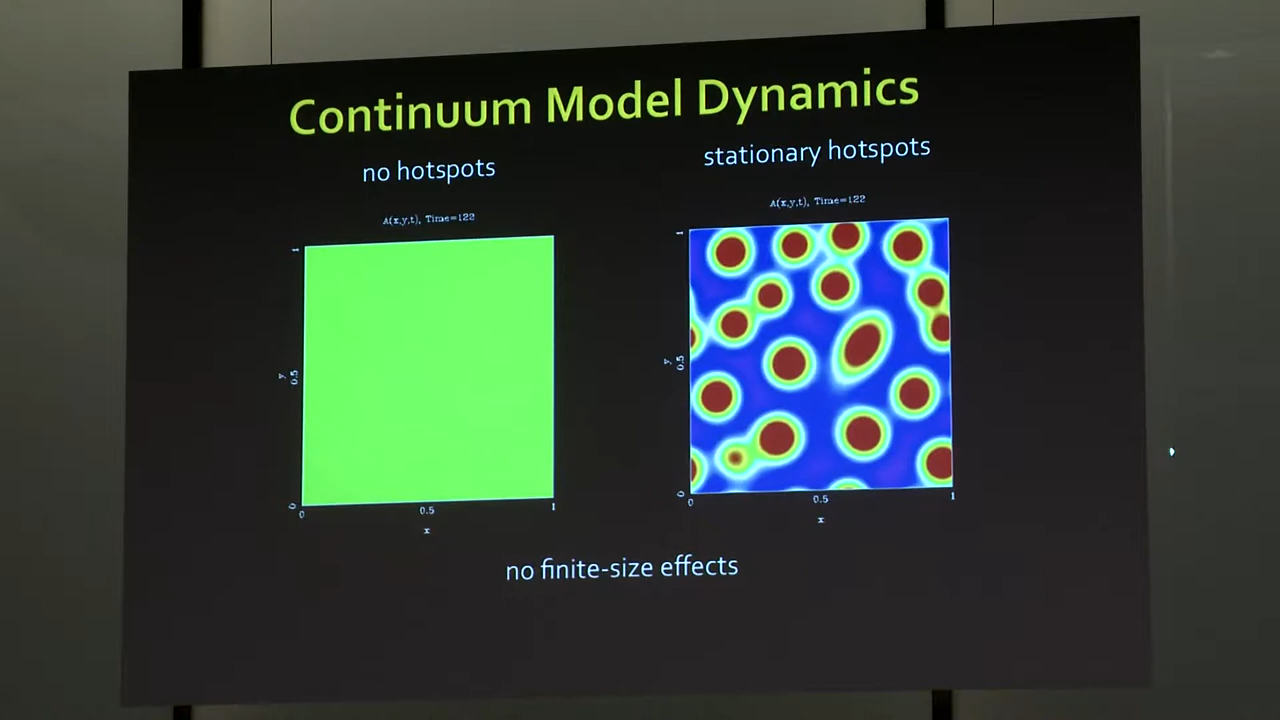 Continuum Model Dynamics
no hotspots
stationary hotspots
A(x,y,t), Time=122
A(x,y,t), Time=122
1
y
0.5
0
0
0.5
1
x
1
y
0.5
0
0
0.5
1
x
no finite-size effects